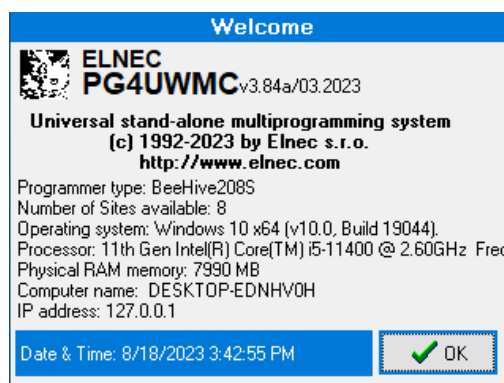 Welcome
ELNEC
PG4UWMC v3.84a/03.2023
Universal stand-alone multiprogramming system
(c) 1992-2023 by Elnec s.r.o.
http://www.elnec.com
Programmer type: BeeHive208S
Number of Sites available: 8
Operating system: Windows 10 x64 (v10.0, Build 19044).
Processor: 11th Gen Intel(R) Core(TM) i5-11400 @ 2.60GHz Frec
Physical RAM memory: 7990 MB
Computer name: DESKTOP-EDNHV0H
IP address: 127.0.0.1
Date & Time: 8/18/2023 3:42:55 PM
OK